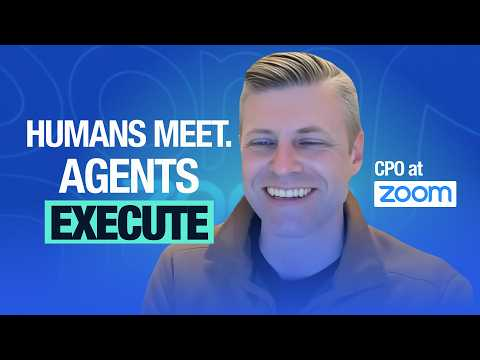 HUMANS MEET.
AGENTS
EXECUTE
CPO at
zoom